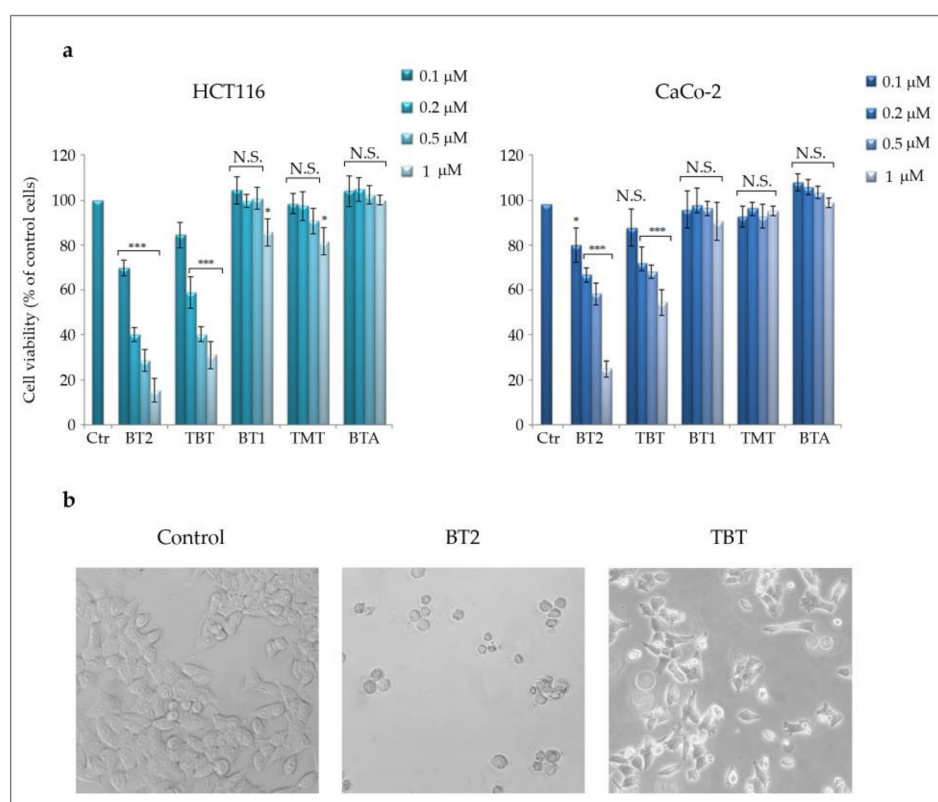 a
HCT116
0.1 μM
0.2 μM
0.5 μM
1 μM
Cell viability (% of control cells)
120
100
80
60
40
20
0
***
***
N.S.
*
N.S.
*
N.S.
Ctr BT2 TBT BT1 TMT BTA
CaCo-2
0.1 μM
0.2 μM
0.5 μM
1 μM
120
100
80
60
40
20
0
*
***
N.S.
***
N.S.
N.S.
N.S.
Ctr BT2 TBT BT1 TMT BTA
b
Control BT2 TBT